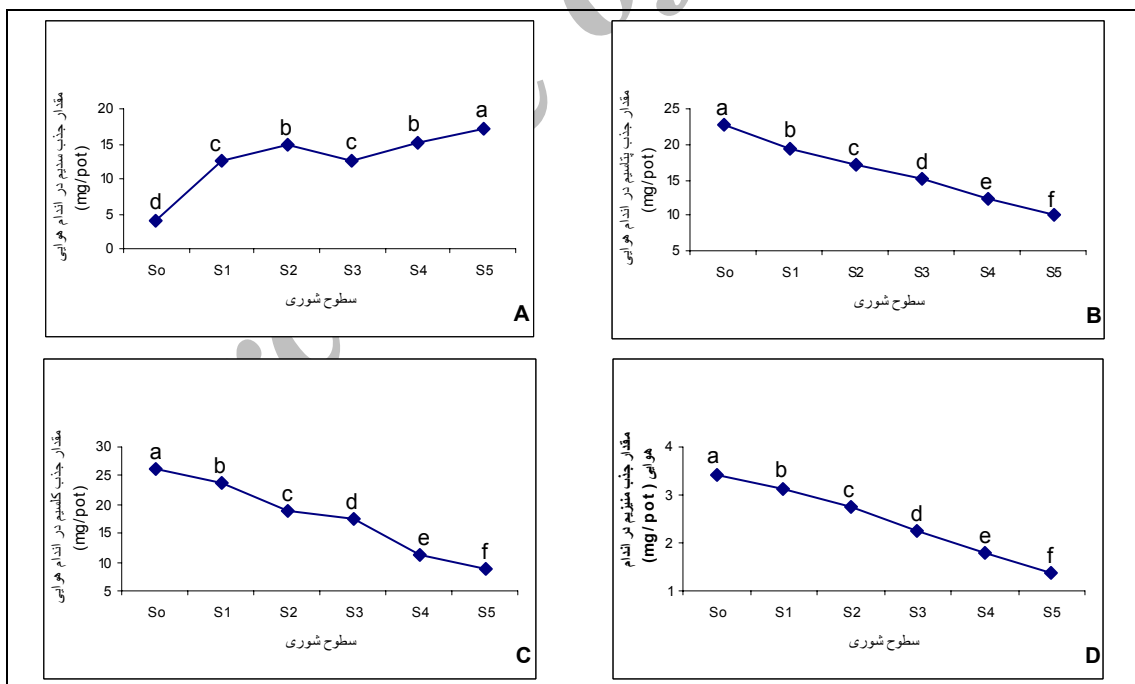 مقدار جذب سدیم در اندام هوایی
(mg/pot)
20
15
10
5
0
d
c
b
c
b
a
So S1 S2 S3 S4 S5
سطوح شوری
A
مقدار جذب پتاسیم در اندام هوایی
(mg/pot)
25
20
15
10
5
a
b
c
d
e
f
So S1 S2 S3 S4 S5
سطوح شوری
B
مقدار جذب کلسیم در اندام هوایی
(mg/pot)
30
25
20
15
10
5
a
b
c
d
e
f
So S1 S2 S3 S4 S5
سطوح شوری
C
مقدار جذب منیزیم در اندام
هوایی (mg/pot)
4
3
2
1
a
b
c
d
e
f
So S1 S2 S3 S4 S5
سطوح شوری
D